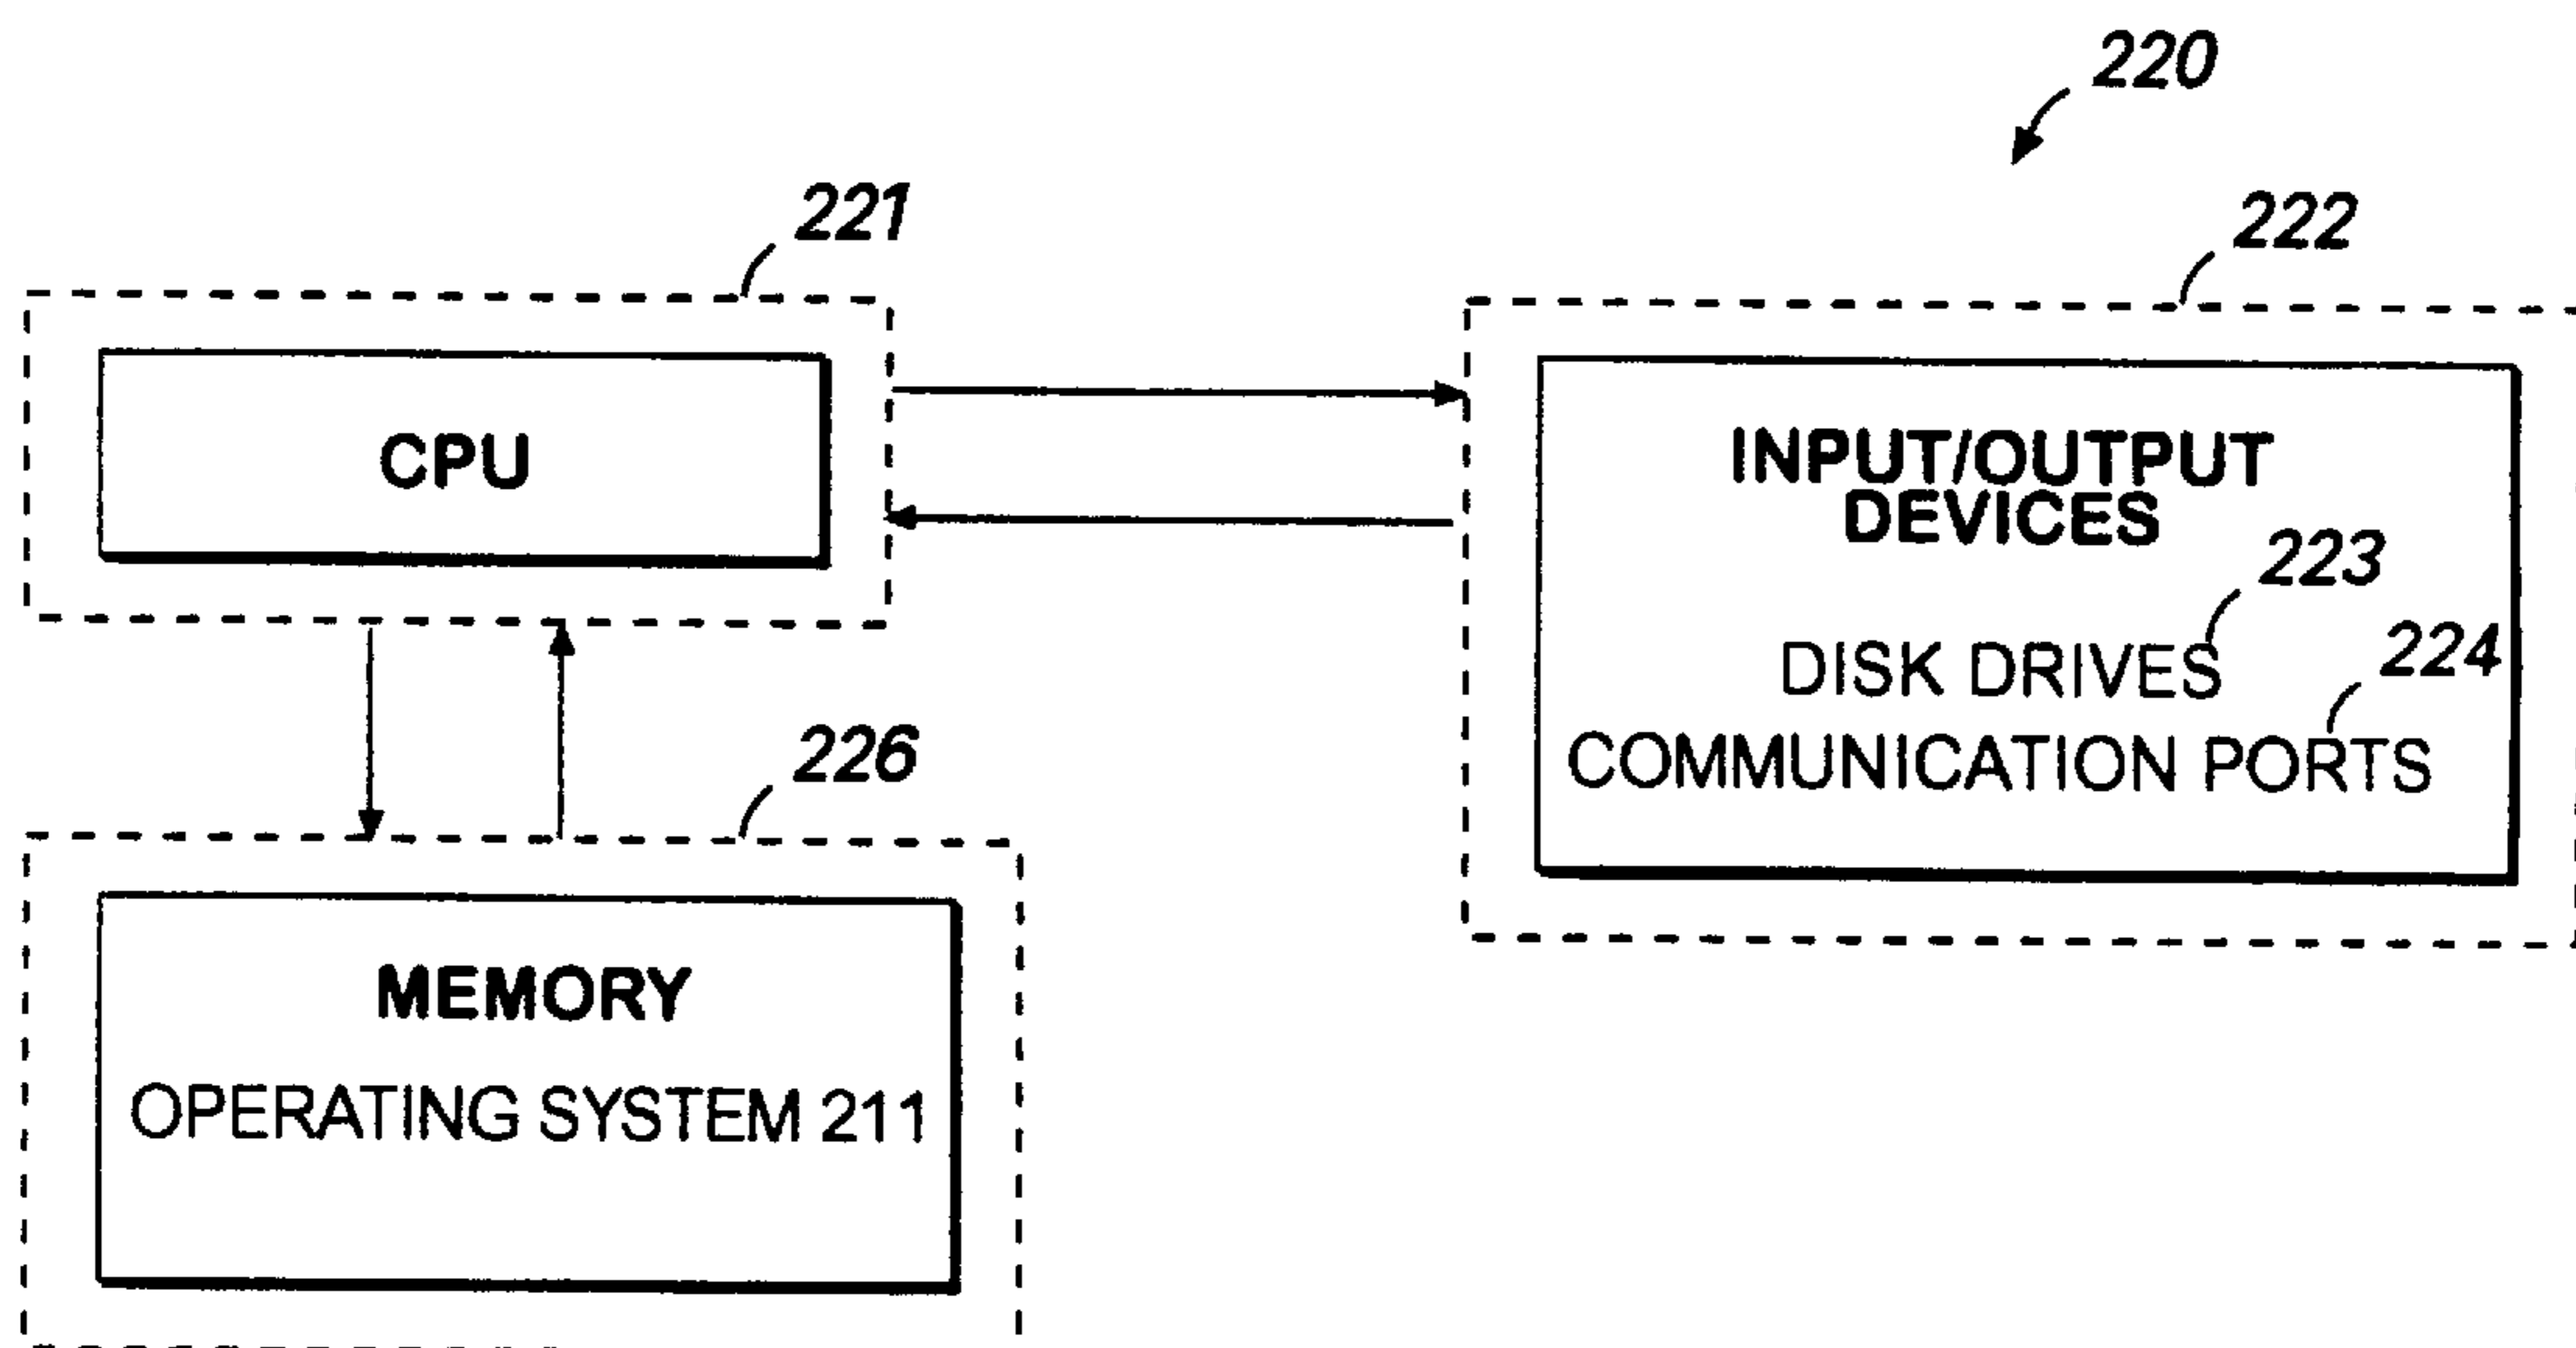 220
221
222
CPU
INPUT/OUTPUT
DEVICES
223
DISK DRIVES
224
COMMUNICATION PORTS
226
MEMORY
OPERATING SYSTEM 211